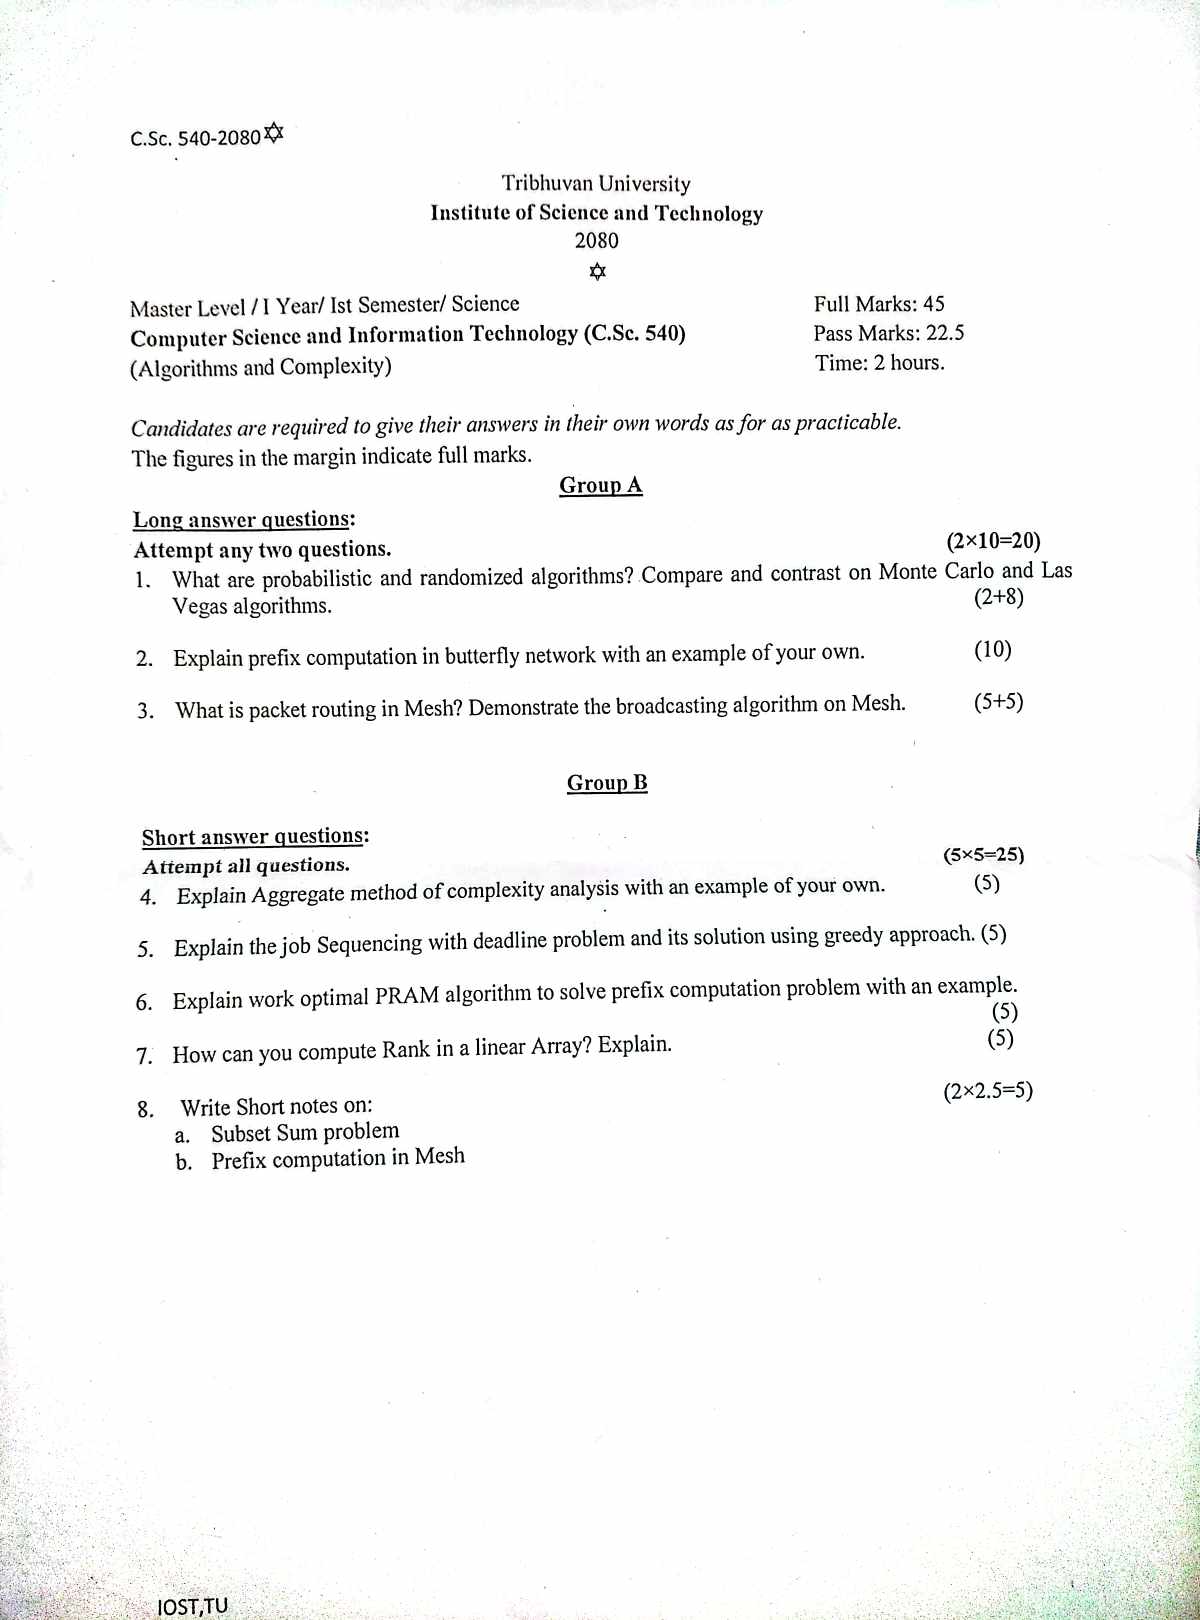 C.Sc. 540-2080✡
Tribhuvan University
Institute of Science and Technology
2080
✡
Master Level / I Year/ Ist Semester/ Science Full Marks: 45
Computer Science and Information Technology (C.Sc. 540) Pass Marks: 22.5
(Algorithms and Complexity) Time: 2 hours.
Candidates are required to give their answers in their own words as for as practicable.
The figures in the margin indicate full marks.
Group A
Long answer questions:
Attempt any two questions. (2×10=20)
1. What are probabilistic and randomized algorithms? Compare and contrast on Monte Carlo and Las
Vegas algorithms. (2+8)
2. Explain prefix computation in butterfly network with an example of your own. (10)
3. What is packet routing in Mesh? Demonstrate the broadcasting algorithm on Mesh. (5+5)
Group B
Short answer questions:
Attempt all questions. (5×5=25)
4. Explain Aggregate method of complexity analysis with an example of your own. (5)
5. Explain the job Sequencing with deadline problem and its solution using greedy approach. (5)
6. Explain work optimal PRAM algorithm to solve prefix computation problem with an example.
(5)
7. How can you compute Rank in a linear Array? Explain. (5)
8. Write Short notes on: (2×2.5=5)
a. Subset Sum problem
b. Prefix computation in Mesh
IOST,TU